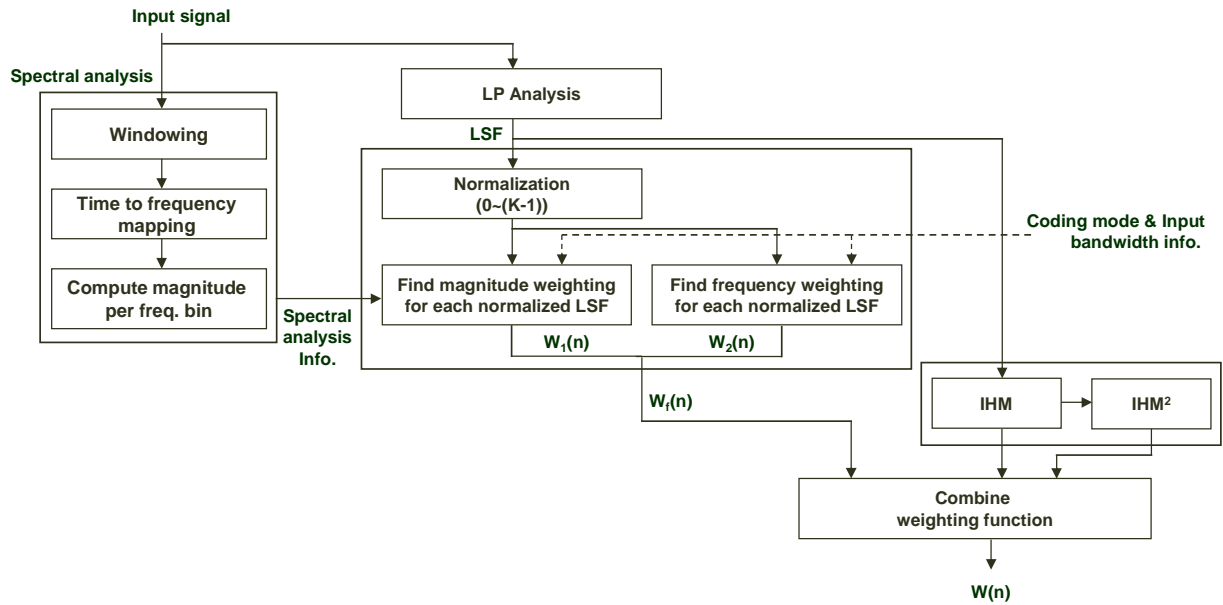 Input signal
Spectral analysis
LP Analysis
Windowing
LSF
Normalization
(0~(K-1))
Time to frequency
mapping
Coding mode & Input
bandwidth info.
Compute magnitude
per freq. bin
Find magnitude weighting
for each normalized LSF
Find frequency weighting
for each normalized LSF
Spectral
analysis
Info.
W₁(n)
W₂(n)
W_f(n)
IHM
IHM²
Combine
weighting function
W(n)